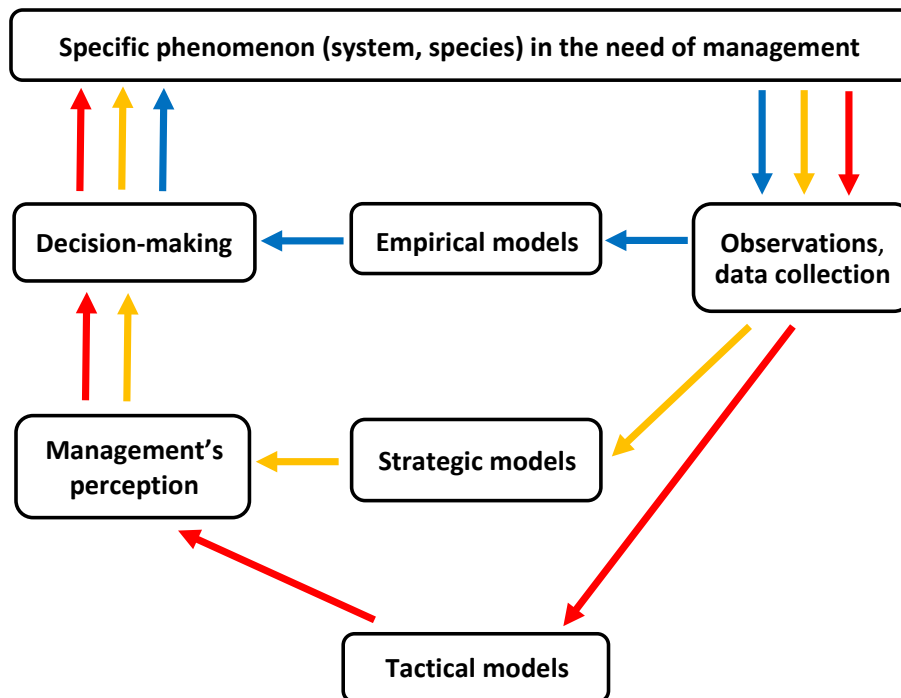 Specific phenomenon (system, species) in the need of management
Decision-making
Empirical models
Observations,
data collection
Management’s
perception
Strategic models
Tactical models